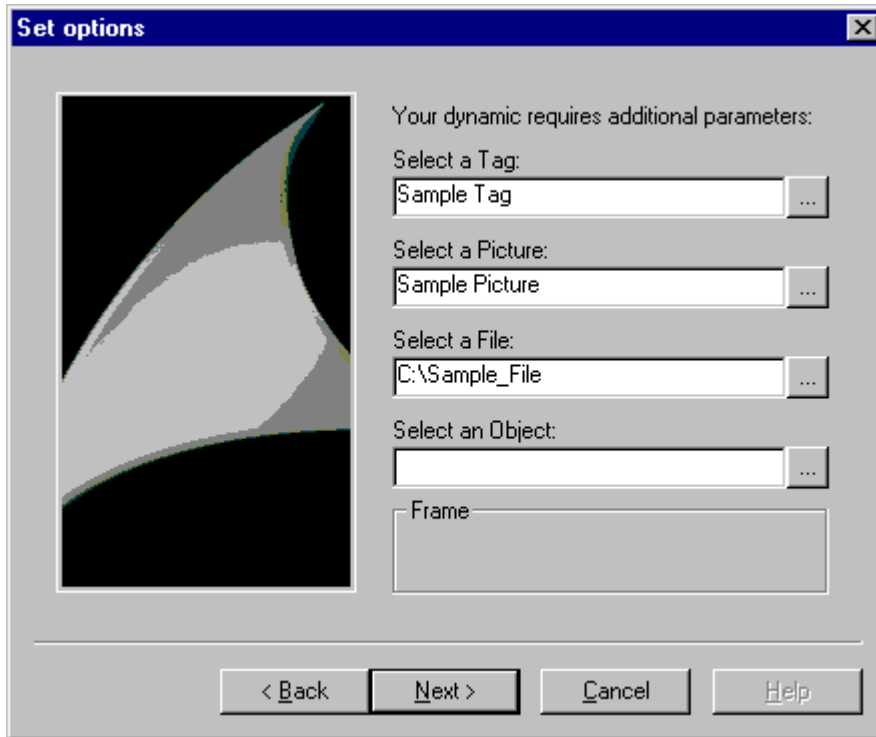 Set options
Your dynamic requires additional parameters:
Select a Tag:
Sample Tag
...
Select a Picture:
Sample Picture
...
Select a File:
C:\Sample_File
...
Select an Object:
...
Frame
< Back
Next >
Cancel
Help